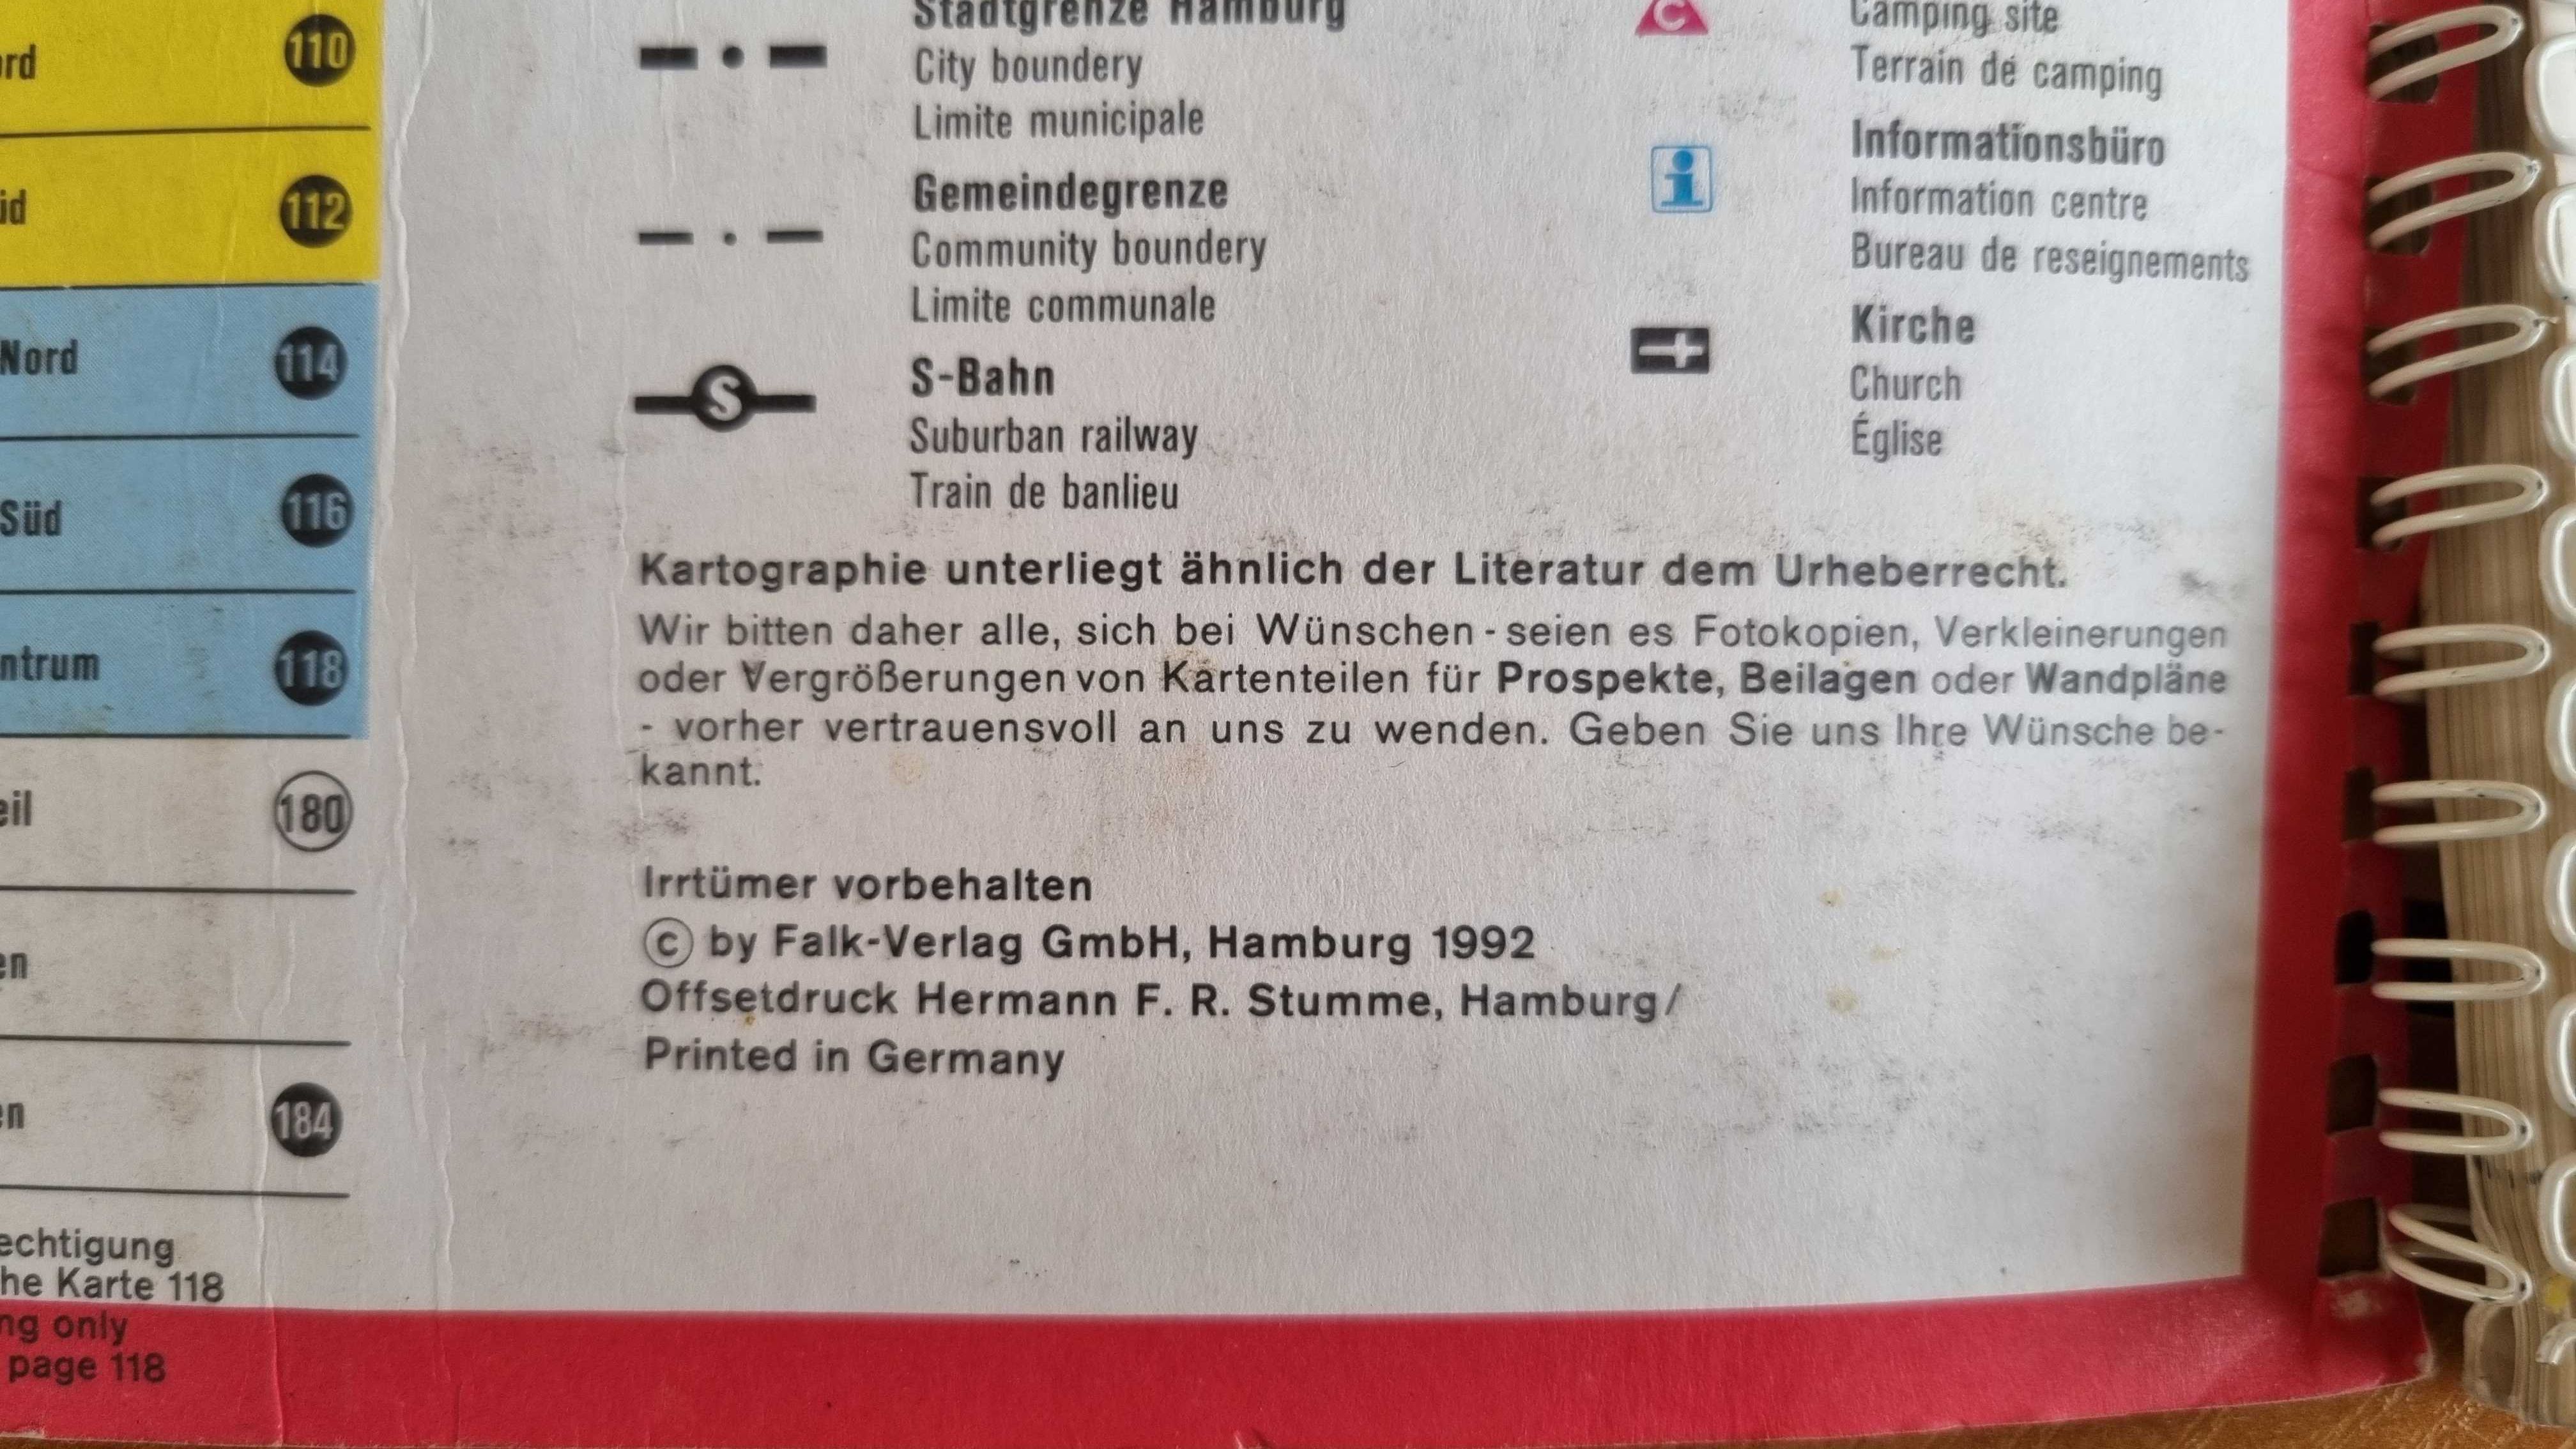 rd 110
üd 112
Nord 114
Süd 116
ntrum 118
eil 180
en
en 184
echtigung
he Karte 118
ng only
page 118
Stadtgrenze Hamburg
City boundery
Limite municipale
Gemeindegrenze
Community boundery
Limite communale
S
S-Bahn
Suburban railway
Train de banlieu
C
Camping site
Terrain de camping
i
Informationsbüro
Information centre
Bureau de reseignements
Kirche
Church
Église
Kartographie unterliegt ähnlich der Literatur dem Urheberrecht.
Wir bitten daher alle, sich bei Wünschen - seien es Fotokopien, Verkleinerungen
oder Vergrößerungen von Kartenteilen für Prospekte, Beilagen oder Wandpläne
- vorher vertrauensvoll an uns zu wenden. Geben Sie uns Ihre Wünsche be-
kannt.
Irrtümer vorbehalten
© by Falk-Verlag GmbH, Hamburg 1992
Offsetdruck Hermann F. R. Stumme, Hamburg/
Printed in Germany